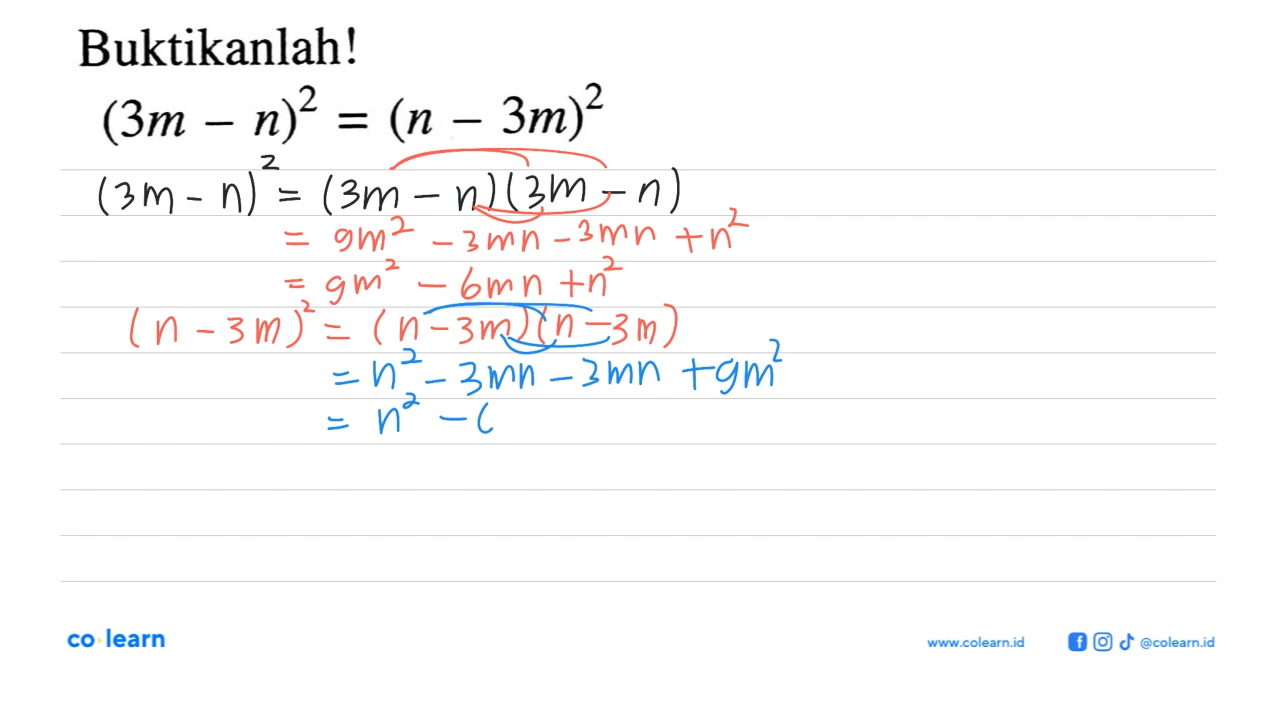 Buktikanlah!
(3m − n)² = (n − 3m)²
(3m − n)² = (3m − n)(3m − n)
= 9m² − 3mn − 3mn + n²
= 9m² − 6mn + n²
(n − 3m)² = (n − 3m)(n − 3m)
= n² − 3mn − 3mn + 9m²
= n² − (
co learn
www.colearn.id @colearn.id